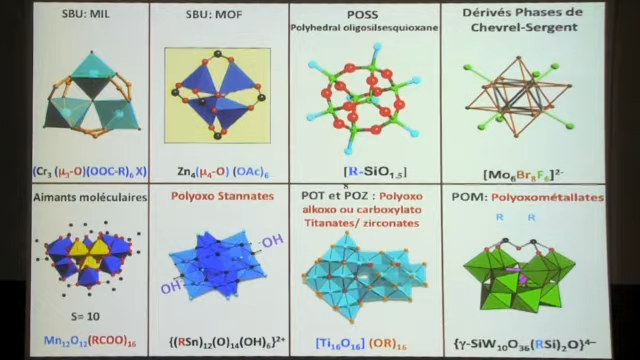 SBU: MIL
(Cr₃ (μ₃-O)(OOC-R)₆ X)
SBU: MOF
Zn₄(μ₄-O) (OAc)₆
POSS
Polyhedral oligosilsesquioxane
[R-SiO₁.₅]
8
Dérivés Phases de
Chevrel-Sergent
[Mo₆Br₈F₆]²⁻
Aimants moléculaires
S= 10
Mn₁₂O₁₂(RCOO)₁₆
Polyoxo Stannates
OH
OH
{(RSn)₁₂(O)₁₄(OH)₆}²⁺
POT et POZ : Polyoxo
alkoxo ou carboxylato
Titanates/ zirconates
[Ti₁₆O₁₆] (OR)₁₆
POM: Polyoxométallates
R R
{γ-SiW₁₀O₃₆(RSi)₂O}⁴⁻